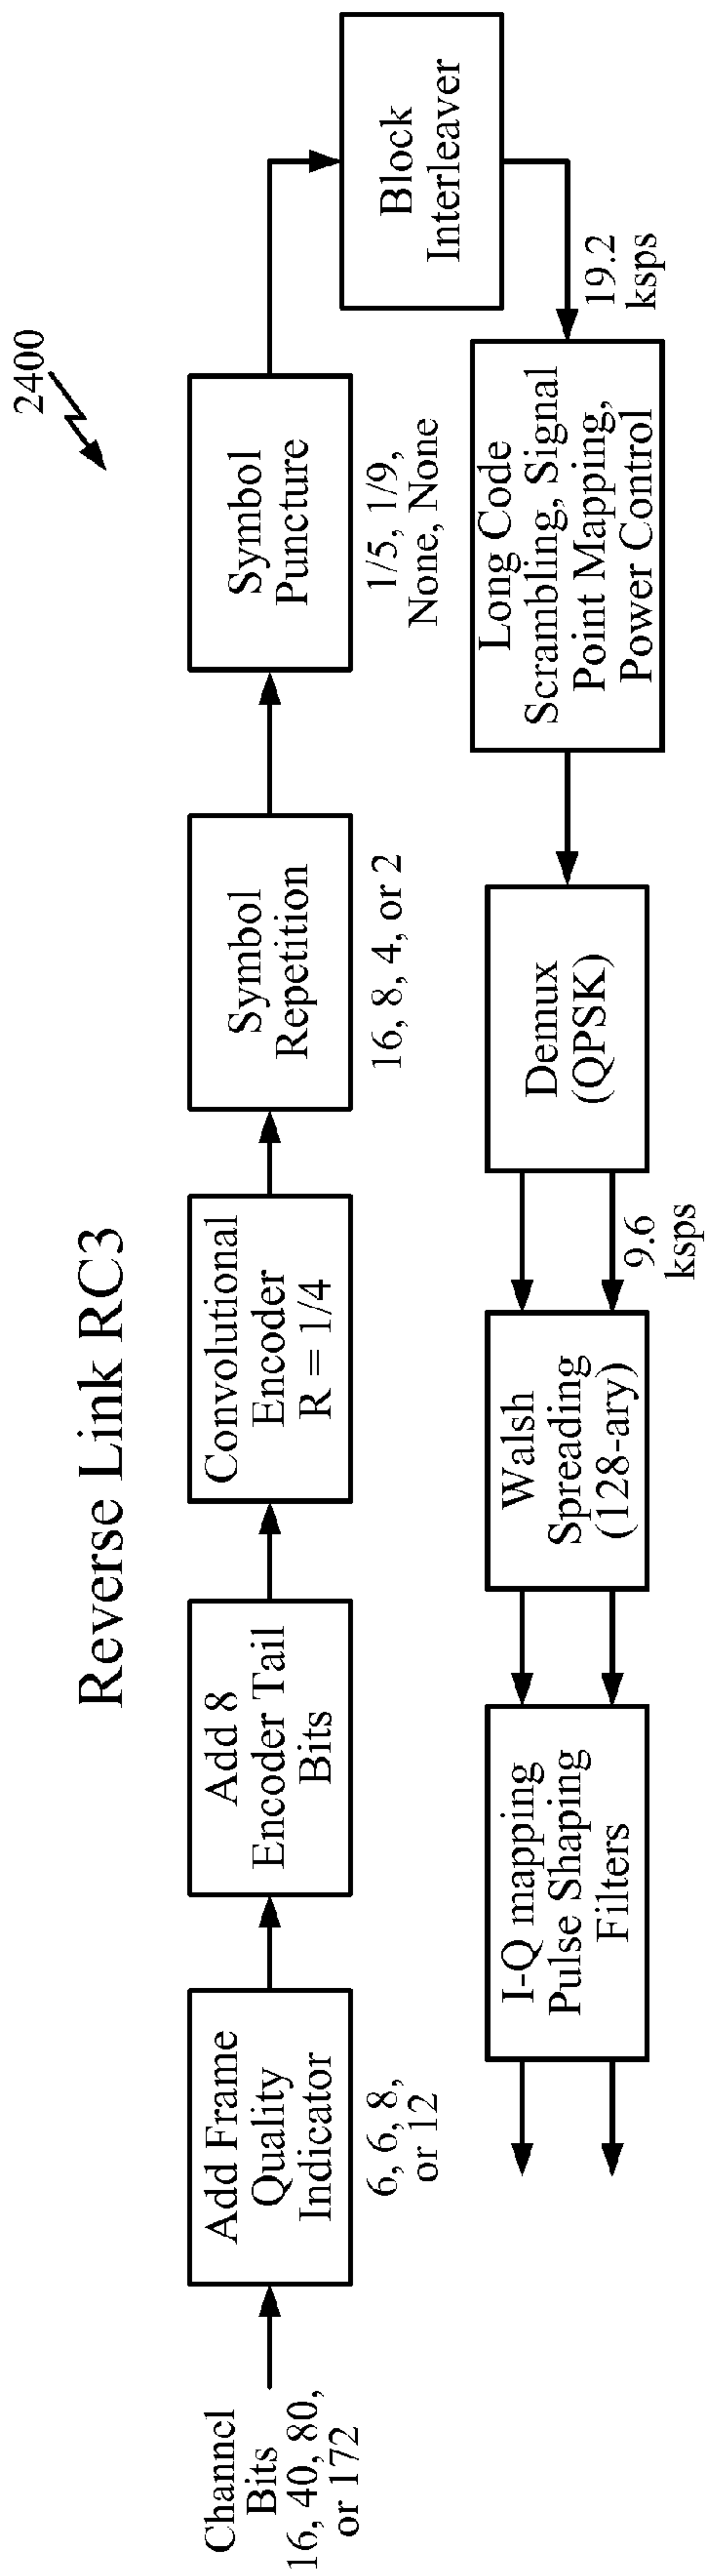 2400
Reverse Link RC3
Channel
Bits
16, 40, 80,
or 172
Add Frame
Quality
Indicator
6, 6, 8,
or 12
Add 8
Encoder Tail
Bits
Convolutional
Encoder
R = 1/4
Symbol
Repetition
16, 8, 4, or 2
Symbol
Puncture
1/5, 1/9,
None, None
Block
Interleaver
19.2
ksps
Long Code
Scrambling, Signal
Point Mapping,
Power Control
Demux
(QPSK)
9.6
ksps
Walsh
Spreading
(128-ary)
I-Q mapping
Pulse Shaping
Filters